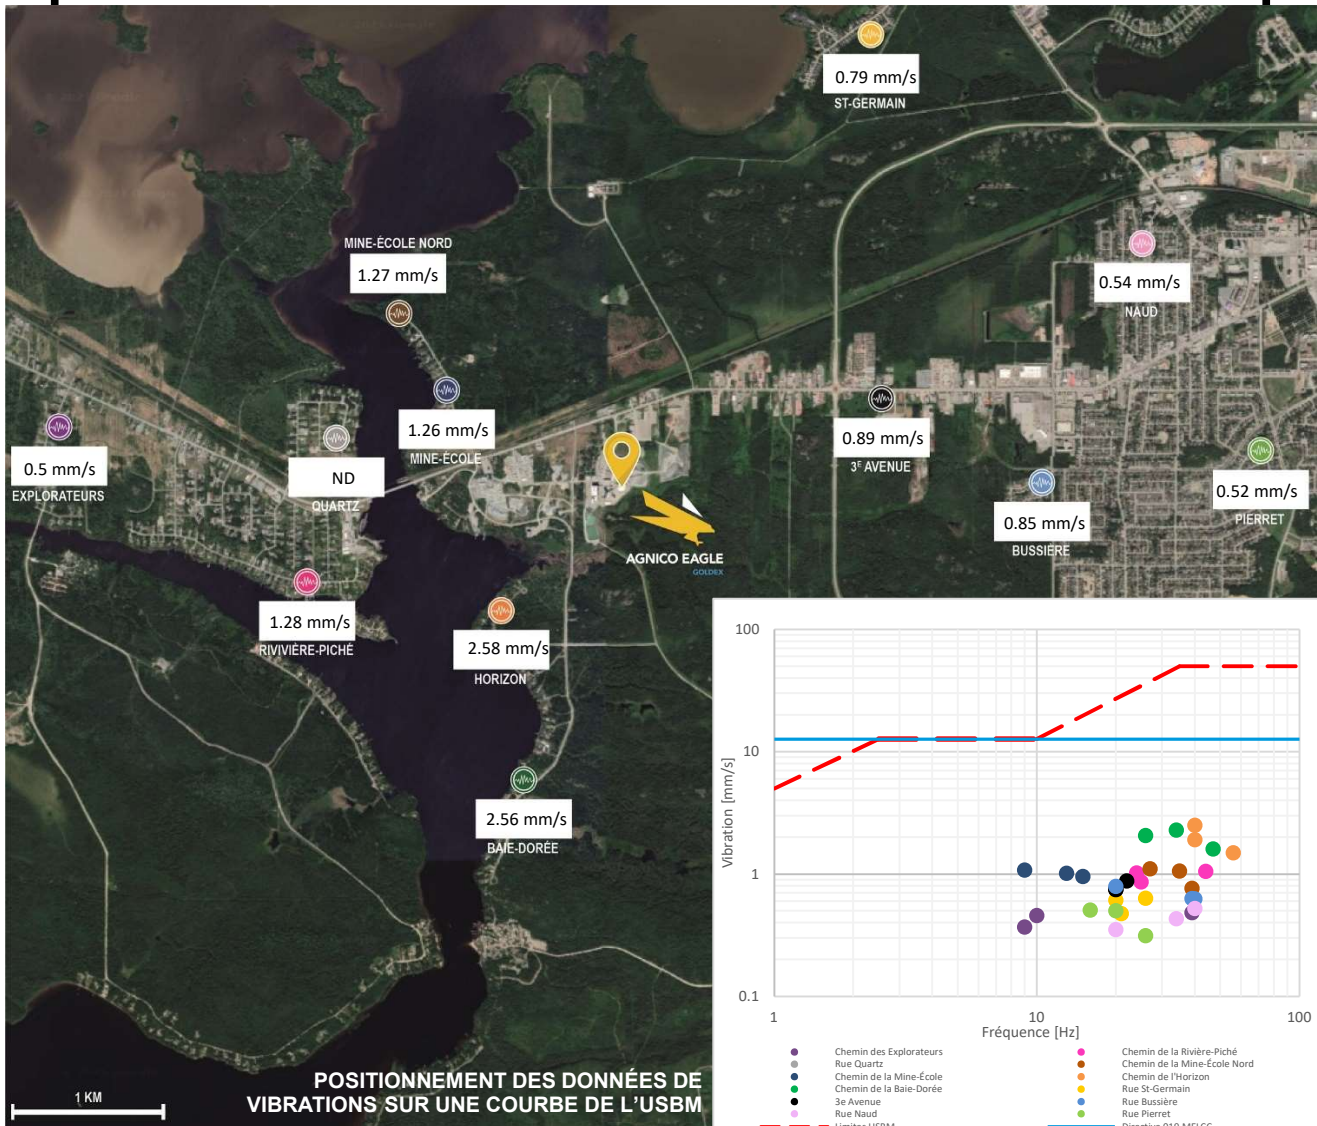 0.79 mm/s
ST-GERMAIN
MINE-ÉCOLE NORD
1.27 mm/s
0.54 mm/s
NAUD
1.26 mm/s
MINE-ÉCOLE
0.89 mm/s
3E AVENUE
0.5 mm/s
EXPLORATEURS
ND
QUARTZ
0.52 mm/s
PIERRET
0.85 mm/s
BUSSIÈRE
AGNICO EAGLE
GOLDEX
1.28 mm/s
RIVIVIÈRE-PICHÉ
2.58 mm/s
HORIZON
2.56 mm/s
BAIE-DORÉE
POSITIONNEMENT DES DONNÉES DE
VIBRATIONS SUR UNE COURBE DE L'USBM
1 KM
100
10
1
0.1
Vibration [mm/s]
1
10
100
Fréquence [Hz]
Chemin des Explorateurs
Chemin de la Rivière-Piché
Rue Quartz
Chemin de la Mine-École Nord
Chemin de la Mine-École
Chemin de l'Horizon
Chemin de la Baie-Dorée
Rue St-Germain
3e Avenue
Rue Bussière
Rue Naud
Rue Pierret
Limites USBM
Directive 019 MELCC